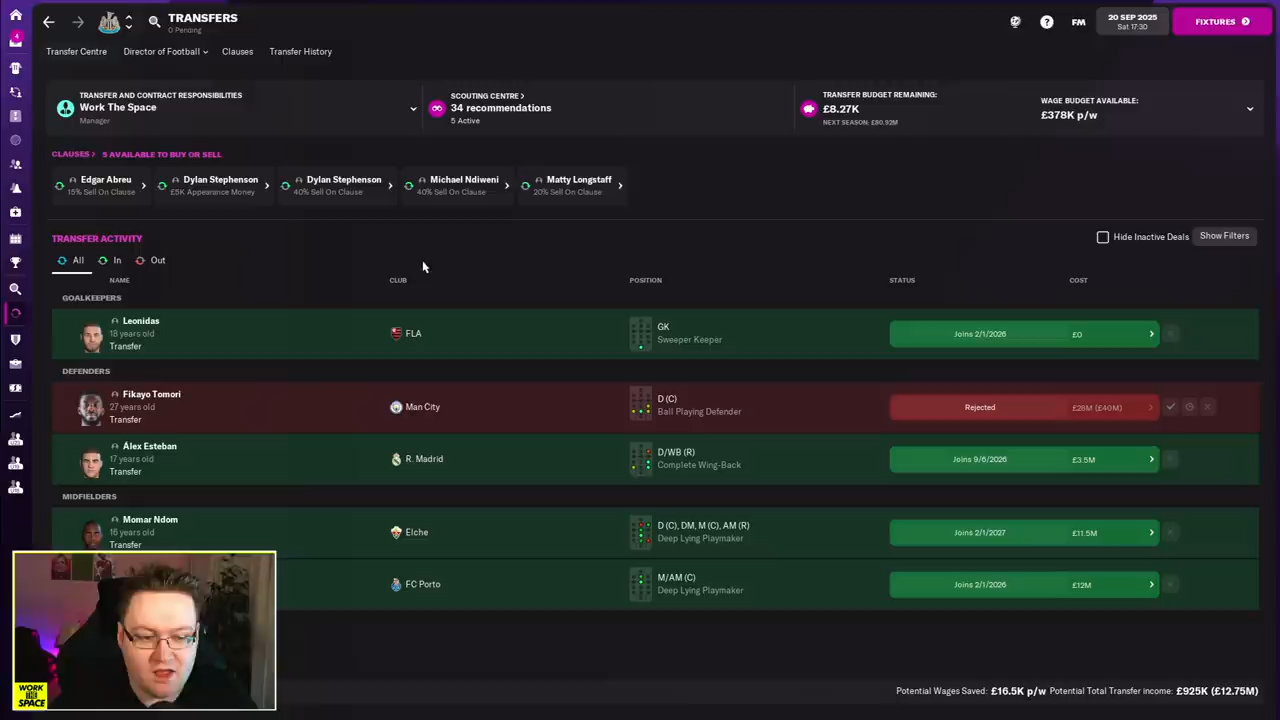 TRANSFERS
0 Pending
FM
20 SEP 2025
Sat 17:30
FIXTURES
4
Transfer Centre
Director of Football
Clauses
Transfer History
TRANSFER AND CONTRACT RESPONSIBILITIES
Work The Space
Manager
SCOUTING CENTRE >
34 recommendations
5 Active
TRANSFER BUDGET REMAINING:
£8.27K
NEXT SEASON: £80.92M
WAGE BUDGET AVAILABLE:
£378K p/w
CLAUSES > 5 AVAILABLE TO BUY OR SELL
Edgar Abreu
15% Sell On Clause
Dylan Stephenson
£5K Appearance Money
Dylan Stephenson
40% Sell On Clause
Michael Ndiweni
40% Sell On Clause
Matty Longstaff
20% Sell On Clause
TRANSFER ACTIVITY
Hide Inactive Deals
Show Filters
All
In
Out
NAME
CLUB
POSITION
STATUS
COST
GOALKEEPERS
Leonidas
18 years old
Transfer
FLA
GK
Sweeper Keeper
Joins 2/1/2026
£0
DEFENDERS
Fikayo Tomori
27 years old
Transfer
Man City
D (C)
Ball Playing Defender
Rejected
£28M (£40M)
Álex Esteban
17 years old
Transfer
R. Madrid
D/WB (R)
Complete Wing-Back
Joins 9/6/2026
£3.5M
MIDFIELDERS
Momar Ndom
16 years old
Transfer
Elche
D (C), DM, M (C), AM (R)
Deep Lying Playmaker
Joins 2/1/2027
£11.5M
FC Porto
M/AM (C)
Deep Lying Playmaker
Joins 2/1/2026
£12M
WORK
THE
SPACE
Potential Wages Saved: £16.5K p/w Potential Total Transfer income: £925K (£12.75M)